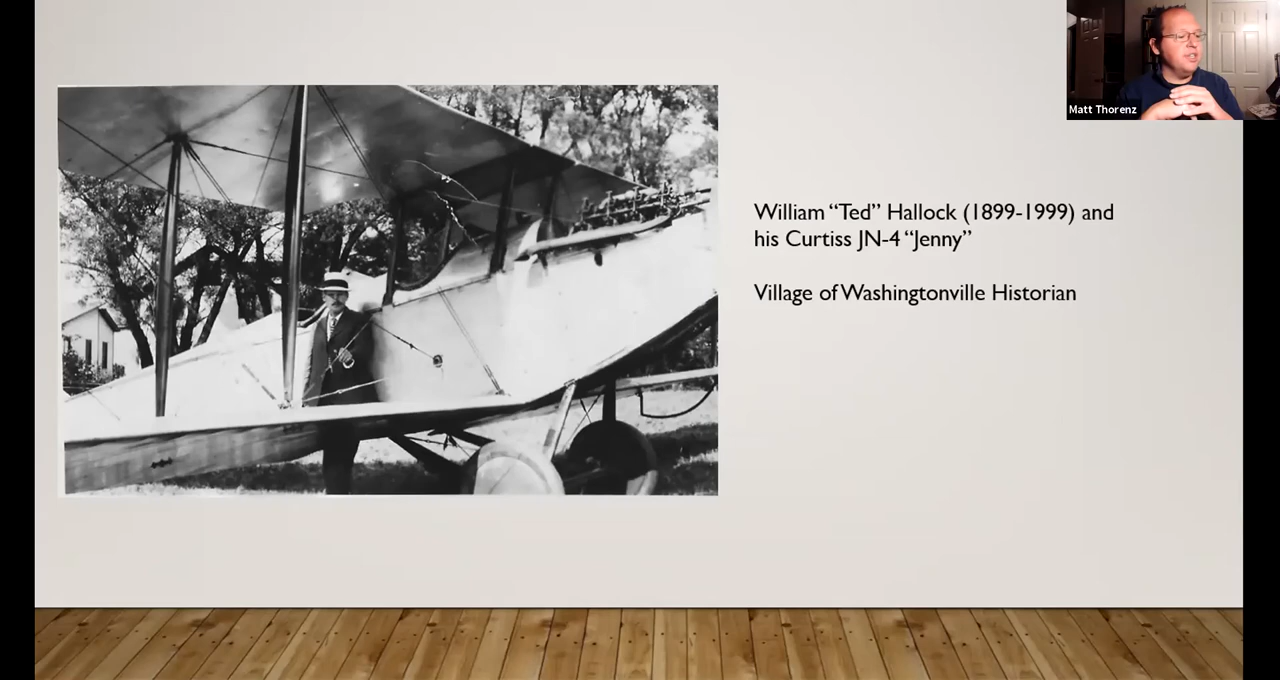 Matt Thorenz
William “Ted” Hallock (1899-1999) and
his Curtiss JN-4 “Jenny”
Village of Washingtonville Historian